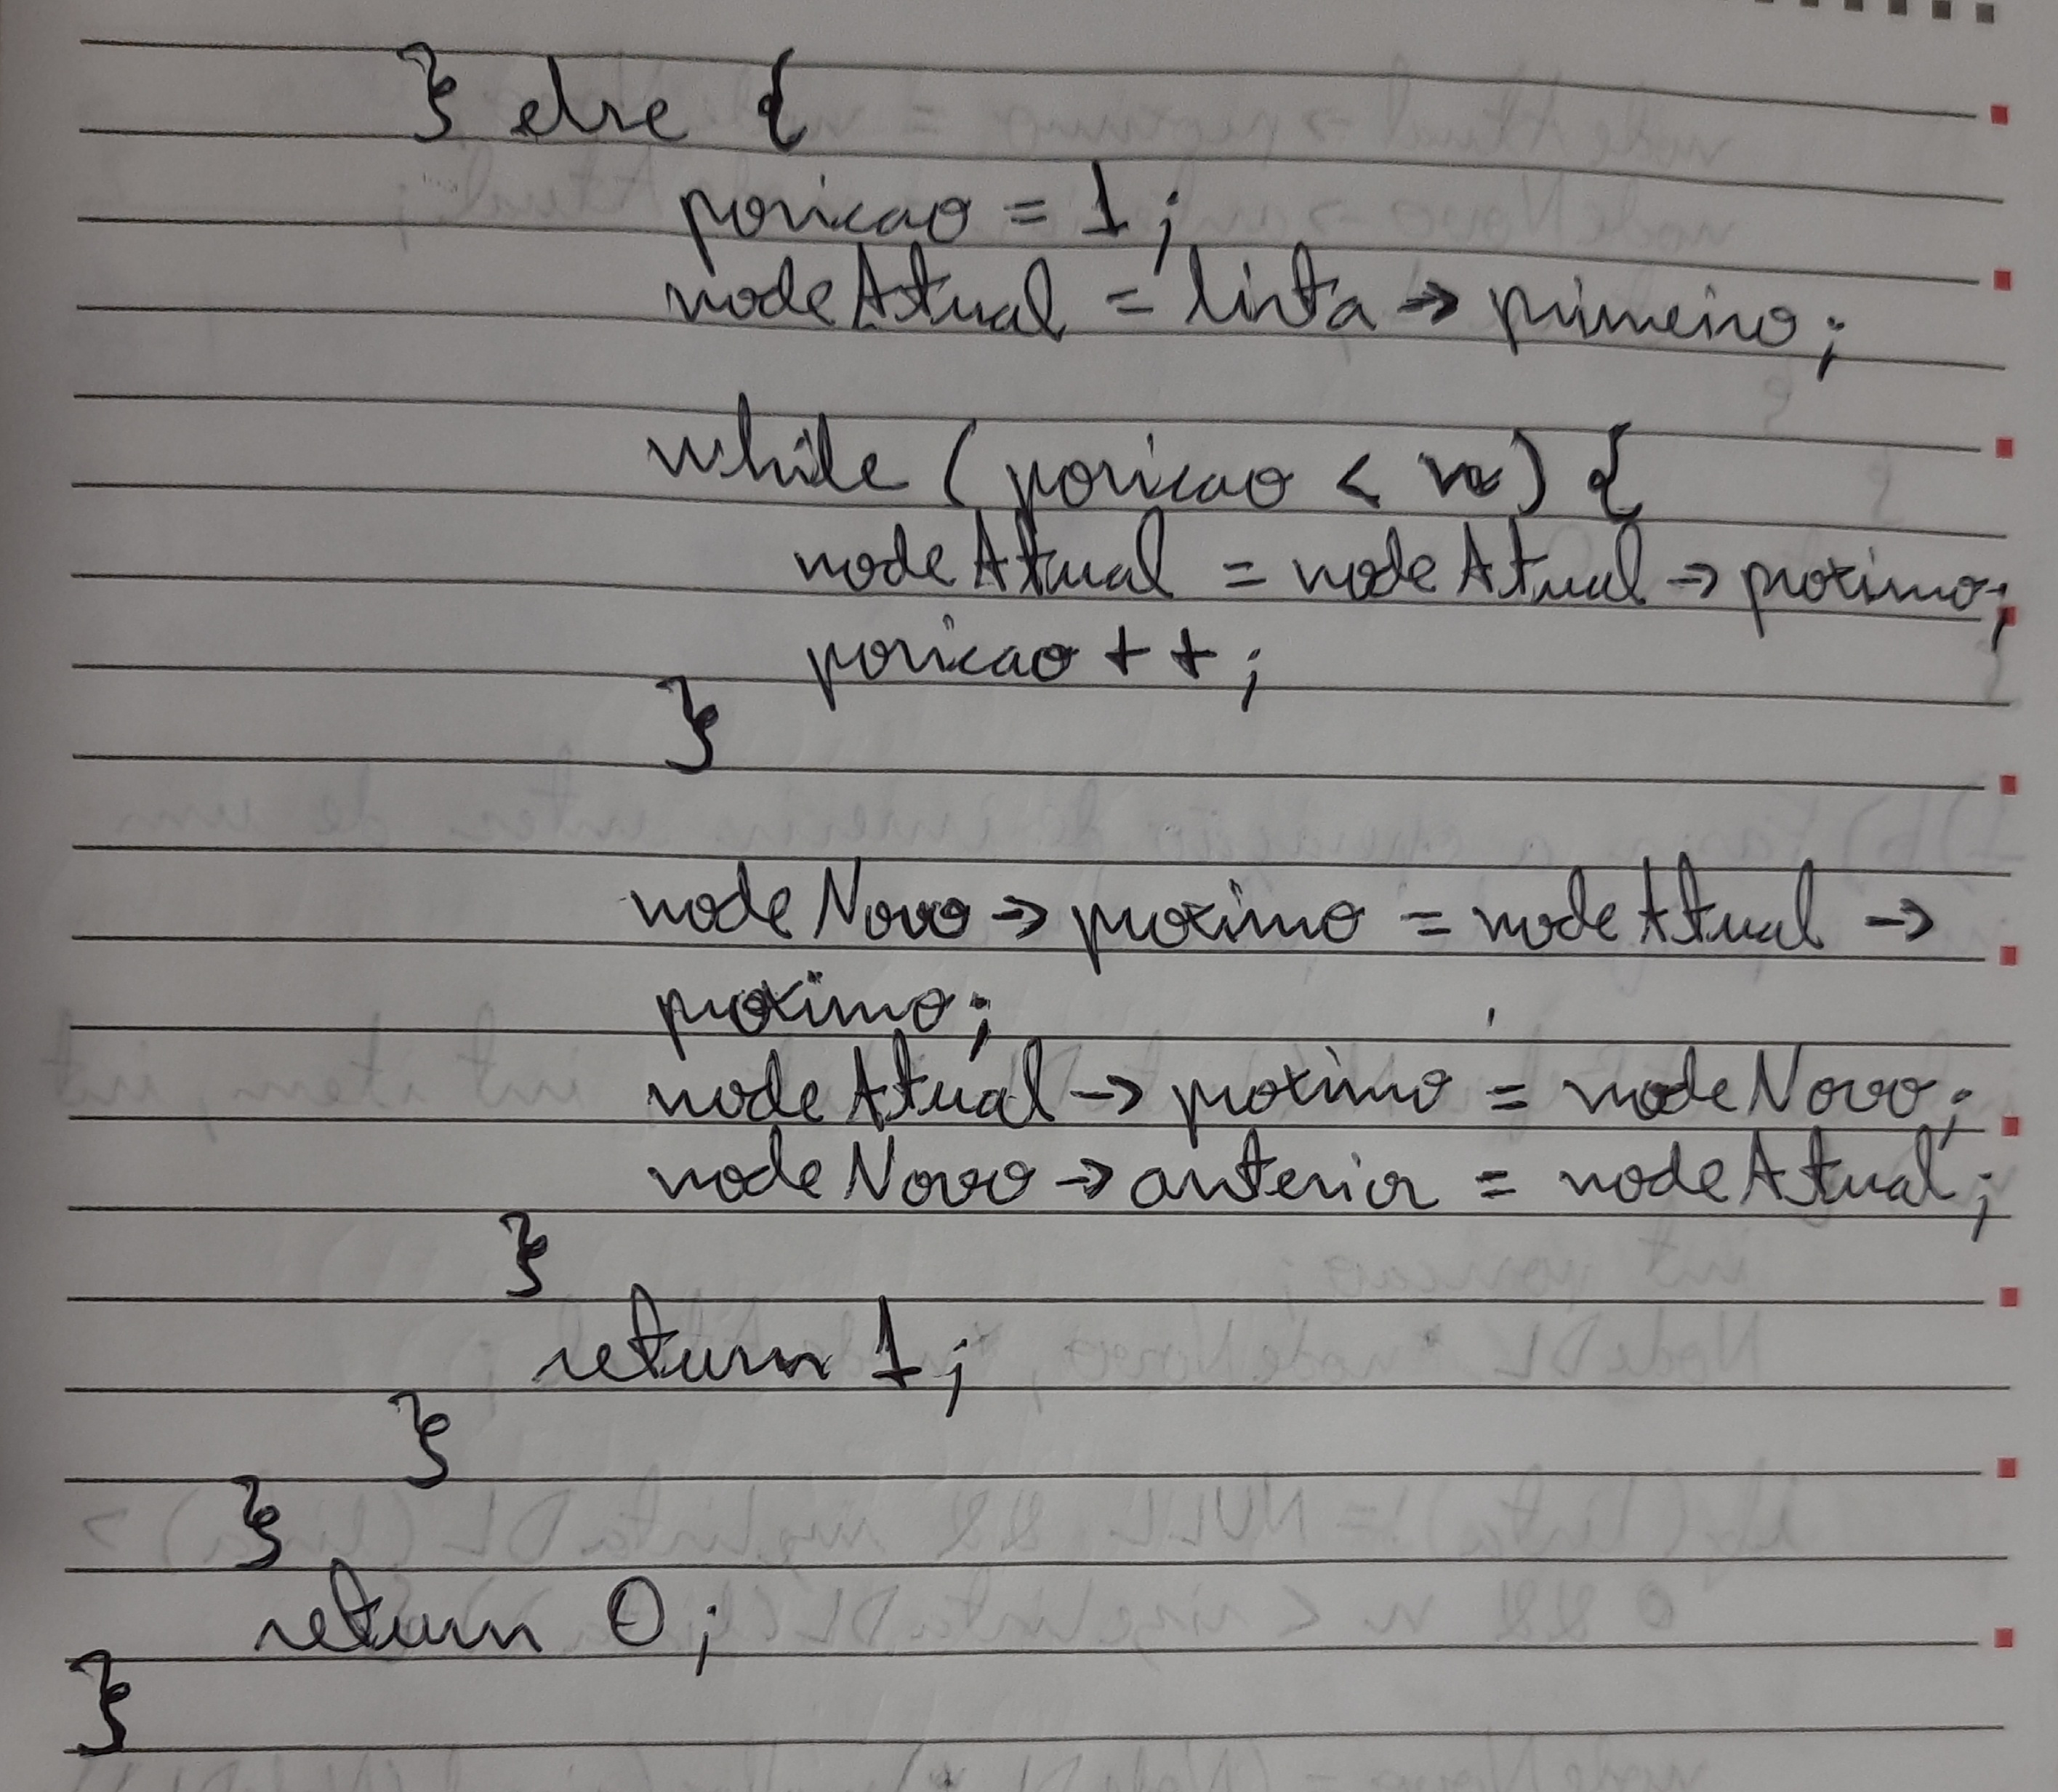 } else {
posicao = 1;
nodeAtual = lista -> primeiro;
while (posicao < n) {
nodeAtual = nodeAtual -> proximo;
posicao ++;
}
nodeNovo -> proximo = nodeAtual ->
proximo;
nodeAtual -> proximo = nodeNovo;
nodeNovo -> anterior = nodeAtual;
}
return 1;
}
}
return 0;
}